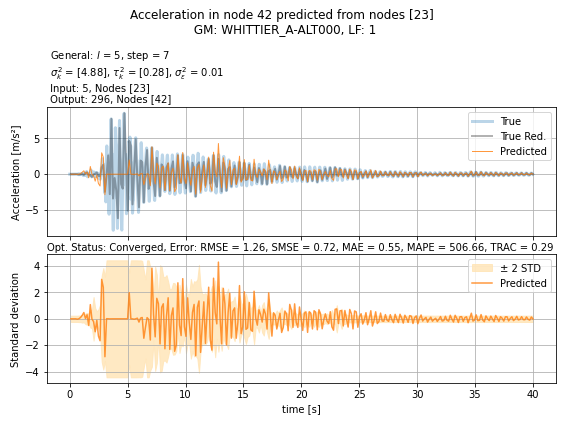 Acceleration in node 42 predicted from nodes [23]
GM: WHITTIER_A-ALT000, LF: 1
General: l = 5, step = 7
σ²ₖ = [4.88], τ²ₖ = [0.28], σ²ε = 0.01
Input: 5, Nodes [23]
Output: 296, Nodes [42]
True
True Red.
Predicted
Acceleration [m/s²]
5
0
−5
Opt. Status: Converged, Error: RMSE = 1.26, SMSE = 0.72, MAE = 0.55, MAPE = 506.66, TRAC = 0.29
± 2 STD
Predicted
Standard deviation
4
2
0
−2
−4
0 5 10 15 20 25 30 35 40
time [s]